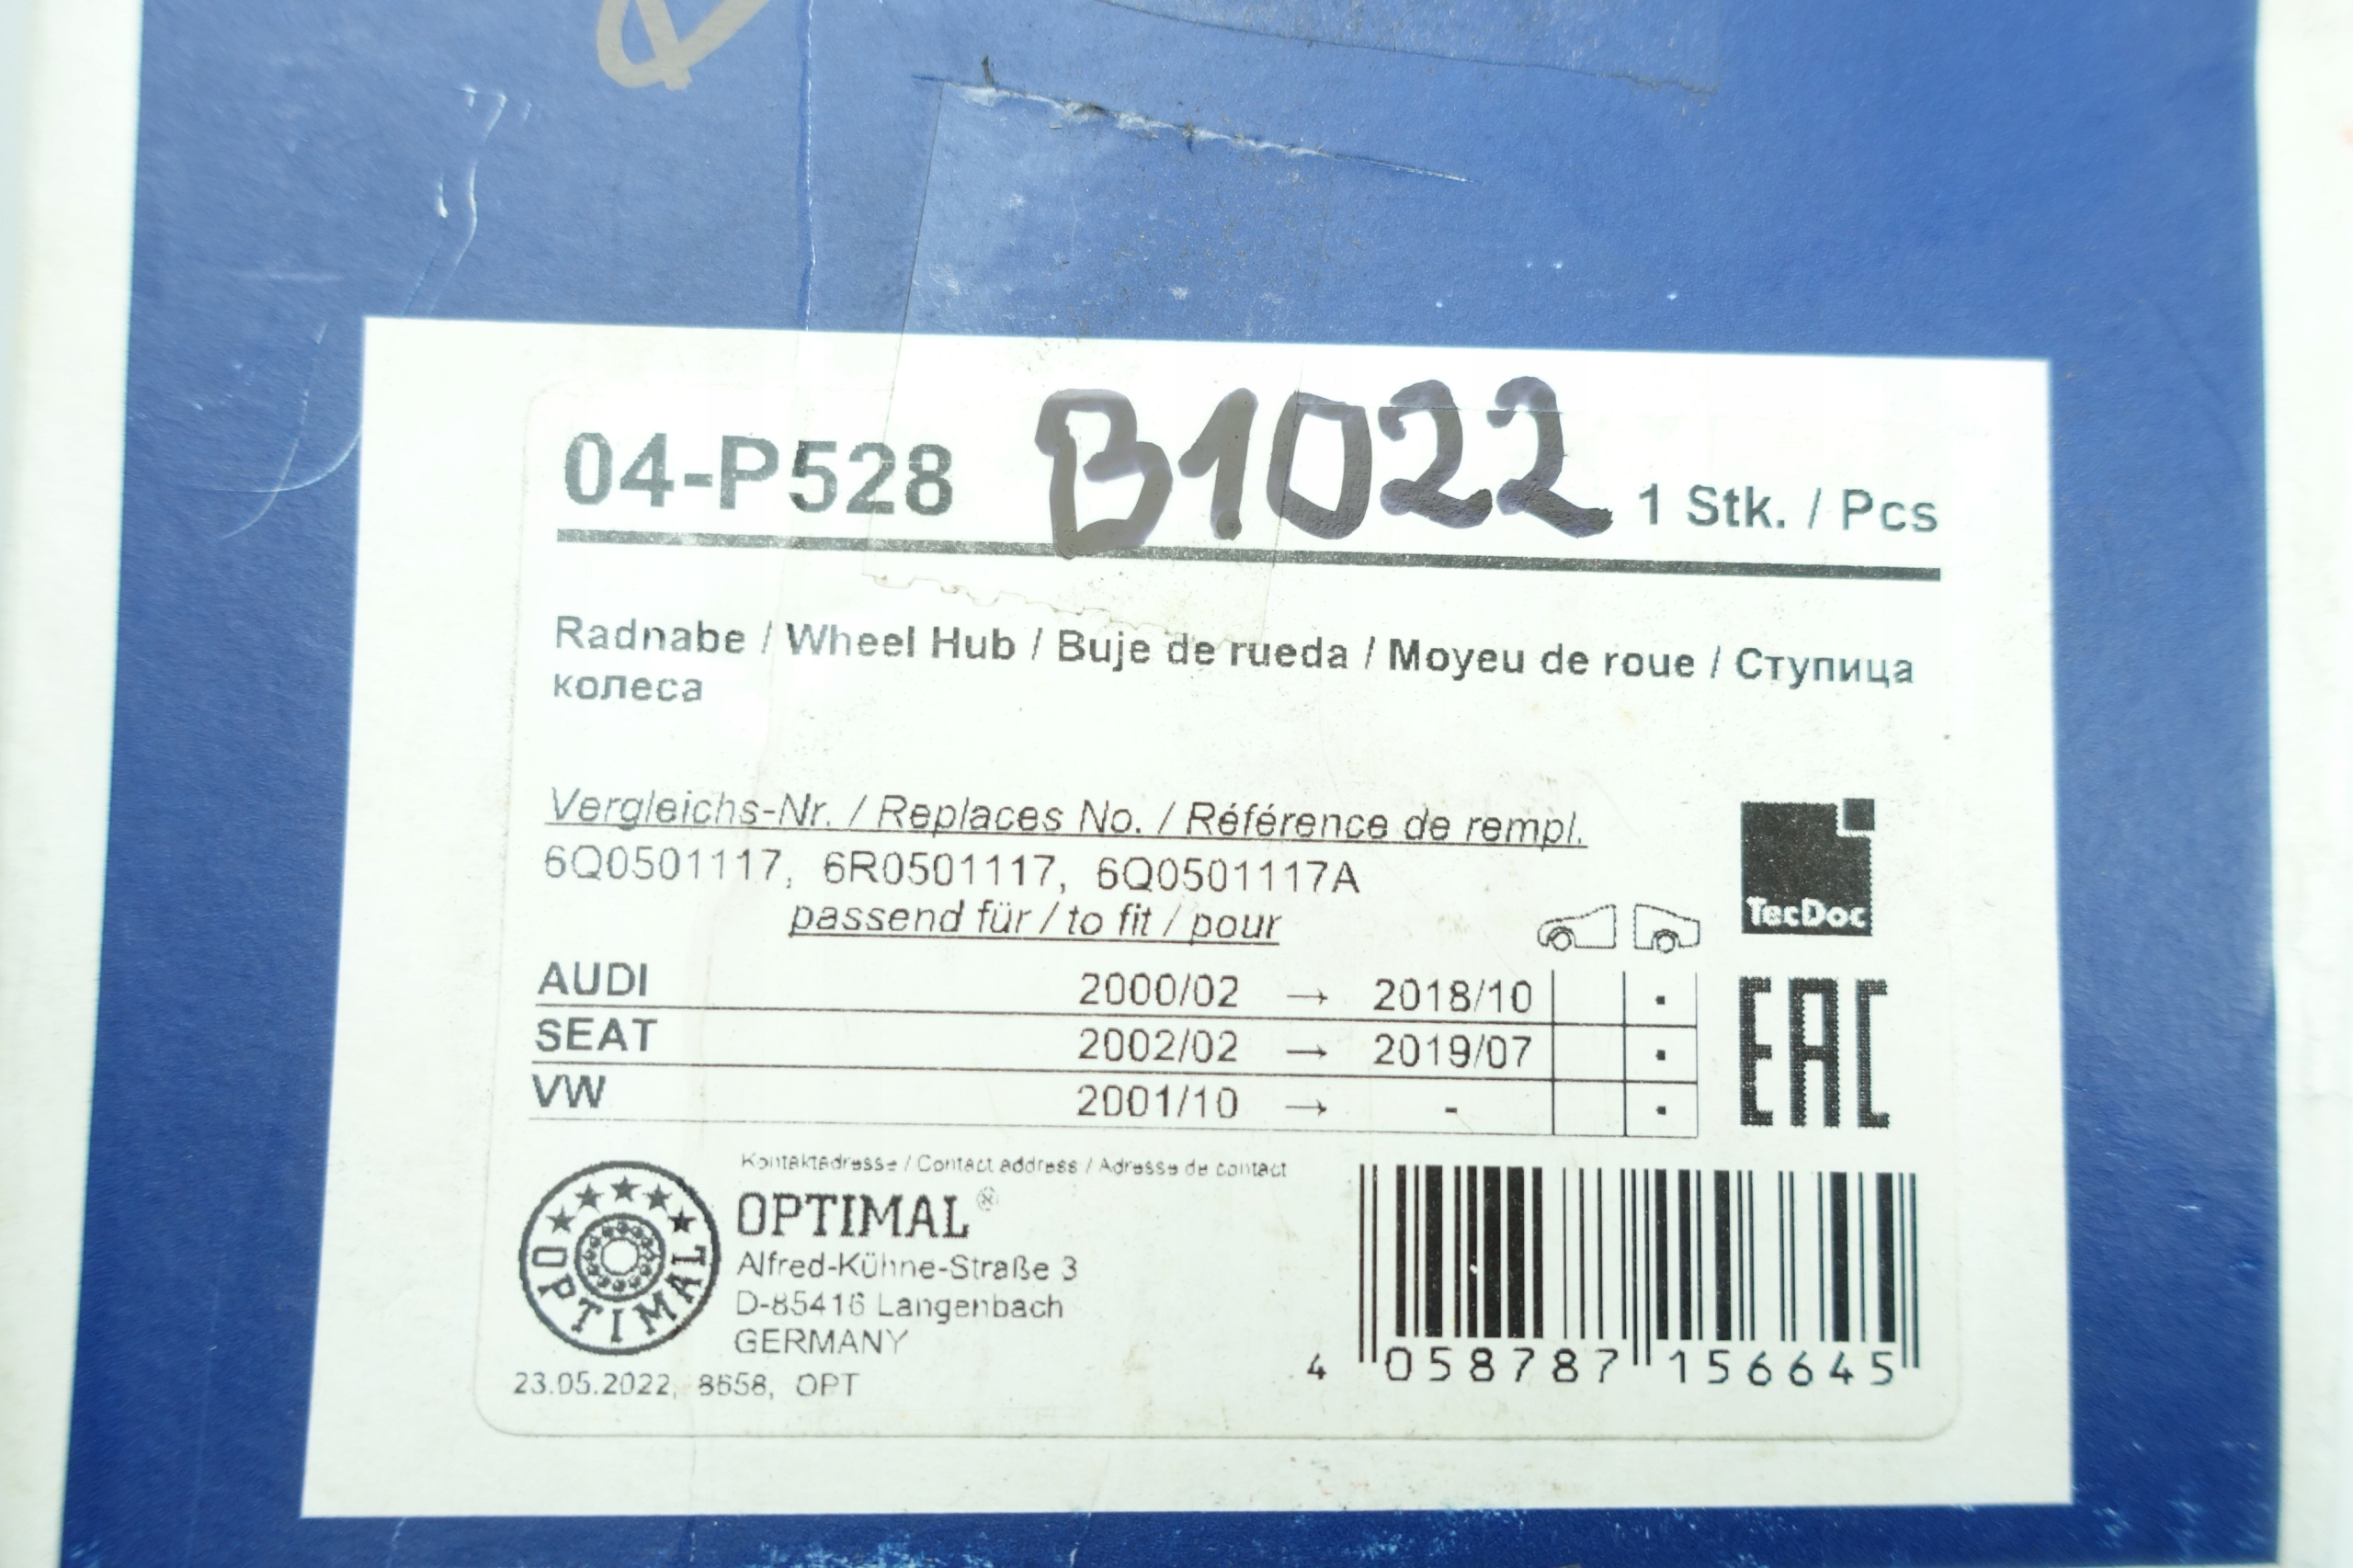 04-P528 B1022 1 Stk. / Pcs
Radnabe / Wheel Hub / Buje de rueda / Moyeu de roue / Ступица
колеса
Vergleichs-Nr. / Replaces No. / Référence de rempl.
6Q0501117, 6R0501117, 6Q0501117A
passend für / to fit / pour
TecDoc
AUDI 2000/02 → 2018/10 ·
SEAT 2002/02 → 2019/07 ·
VW 2001/10 → - ·
EAC
Kontaktadresse / Contact address / Adresse de contact
OPTIMAL®
Alfred-Kühne-Straße 3
D-85416 Langenbach
GERMANY
OPTIMAL
23.05.2022, 8658, OPT
4 058787 156645